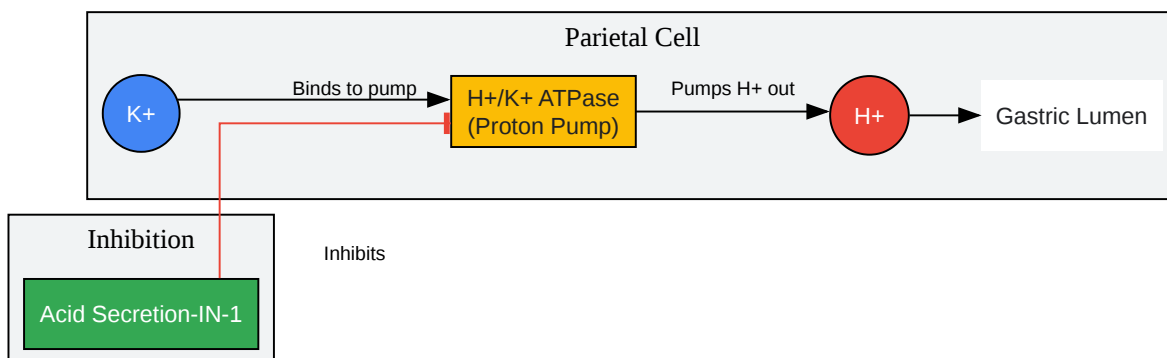 Parietal Cell
K+
Binds to pump
H+/K+ ATPase
(Proton Pump)
Pumps H+ out
H+
Gastric Lumen
Inhibition
Inhibits
Acid Secretion-IN-1